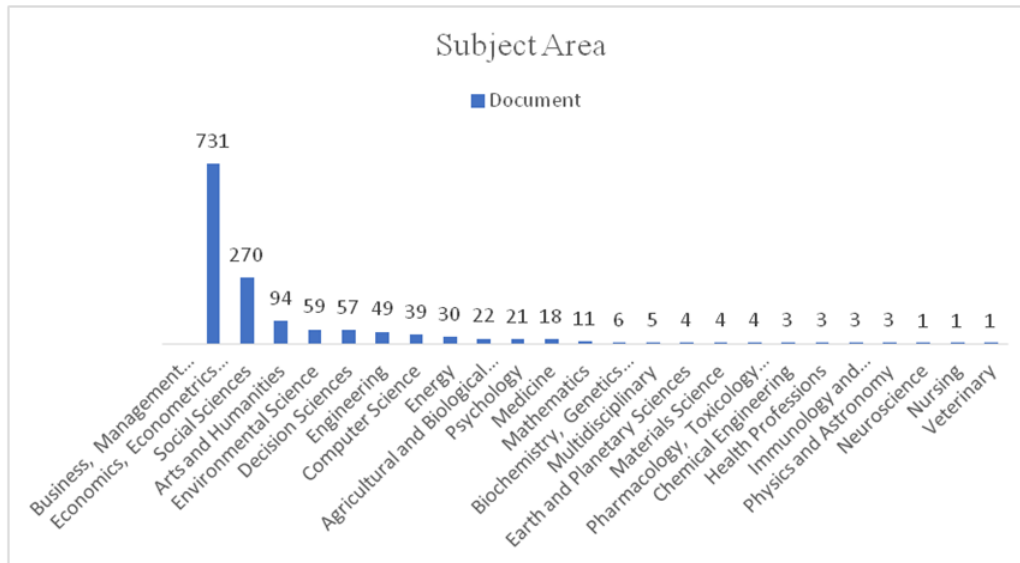 Subject Area
Document
731
270
94
59
57
49
39
30
22
21
18
11
6
5
4
4
4
3
3
3
3
1
1
1
Business, Management…
Economics, Econometrics…
Social Sciences
Arts and Humanities
Environmental Science
Decision Sciences
Engineering
Computer Science
Energy
Agricultural and Biological…
Psychology
Medicine
Mathematics
Biochemistry, Genetics…
Multidisciplinary
Earth and Planetary Sciences
Materials Science
Pharmacology, Toxicology…
Chemical Engineering
Health Professions
Immunology and…
Physics and Astronomy
Neuroscience
Nursing
Veterinary